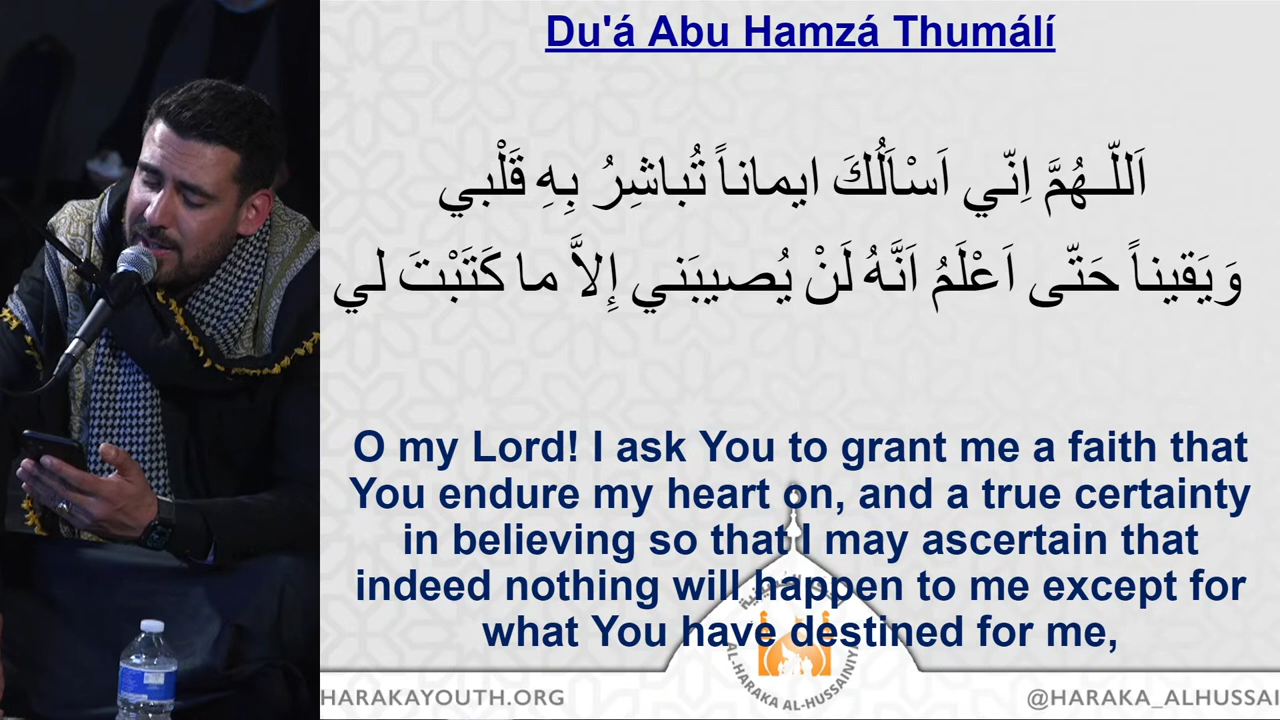 Du'á Abu Hamzá Thumálí
اَللّـهُمَّ اِنّي اَسْاَلُكَ ايماناً تُباشِرُ بِهِ قَلْبي
وَيَقيناً حَتّى اَعْلَمُ اَنَّهُ لَنْ يُصيبَني إِلاَّ ما كَتَبْتَ لي
O my Lord! I ask You to grant me a faith that
You endure my heart on, and a true certainty
in believing so that I may ascertain that
indeed nothing will happen to me except for
what You have destined for me,
AL-HARAKA AL-HUSSAINIYA
HARAKAYOUTH.ORG
@HARAKA_ALHUSSAI